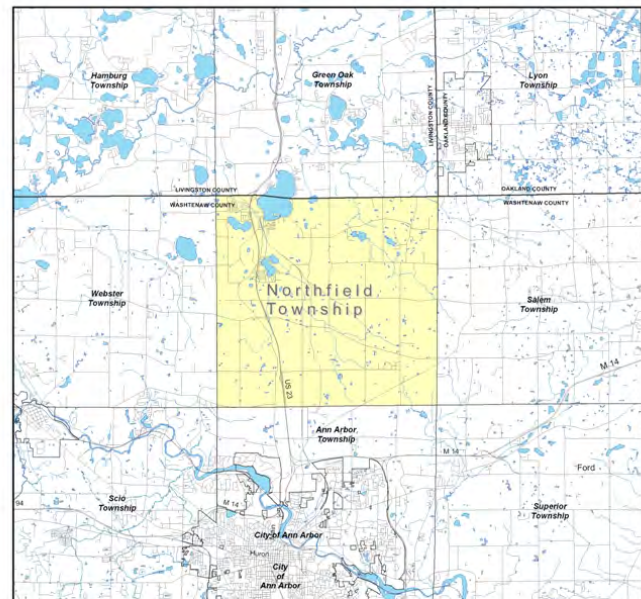 Hamburg
Township
Green Oak
Township
Lyon
Township
LIVINGSTON COUNTY
OAKLAND COUNTY
LIVINGSTON COUNTY
OAKLAND COUNTY
WASHTENAW COUNTY
WASHTENAW COUNTY
Webster
Township
Northfield
Township
Salem
Township
M 14
US 23
Ann Arbor
Township
M 14
Ford
94
Scio
Township
M 14
Superior
Township
City of Ann Arbor
Huron
City
of
Ann Arbor